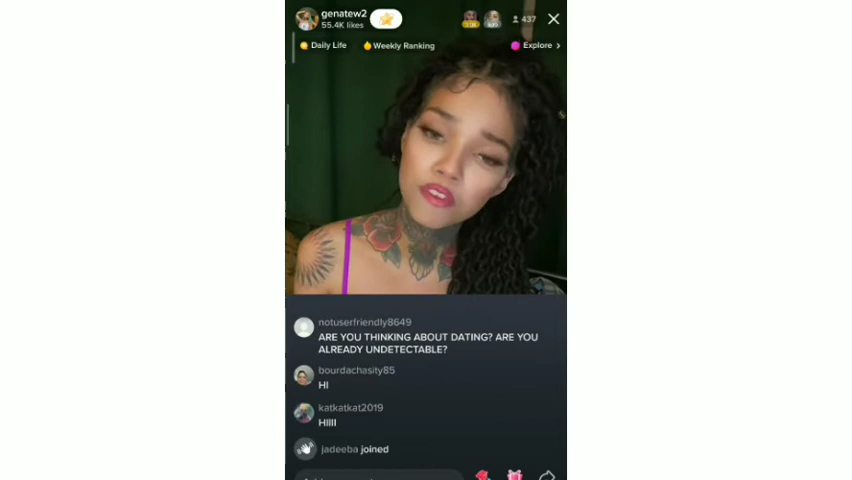 genatew2
55.4K likes
437
Daily Life
Weekly Ranking
Explore
notuserfriendly8649
ARE YOU THINKING ABOUT DATING? ARE YOU
ALREADY UNDETECTABLE?
bourdachasity85
HI
katkatkat2019
HIIII
jadeeba joined